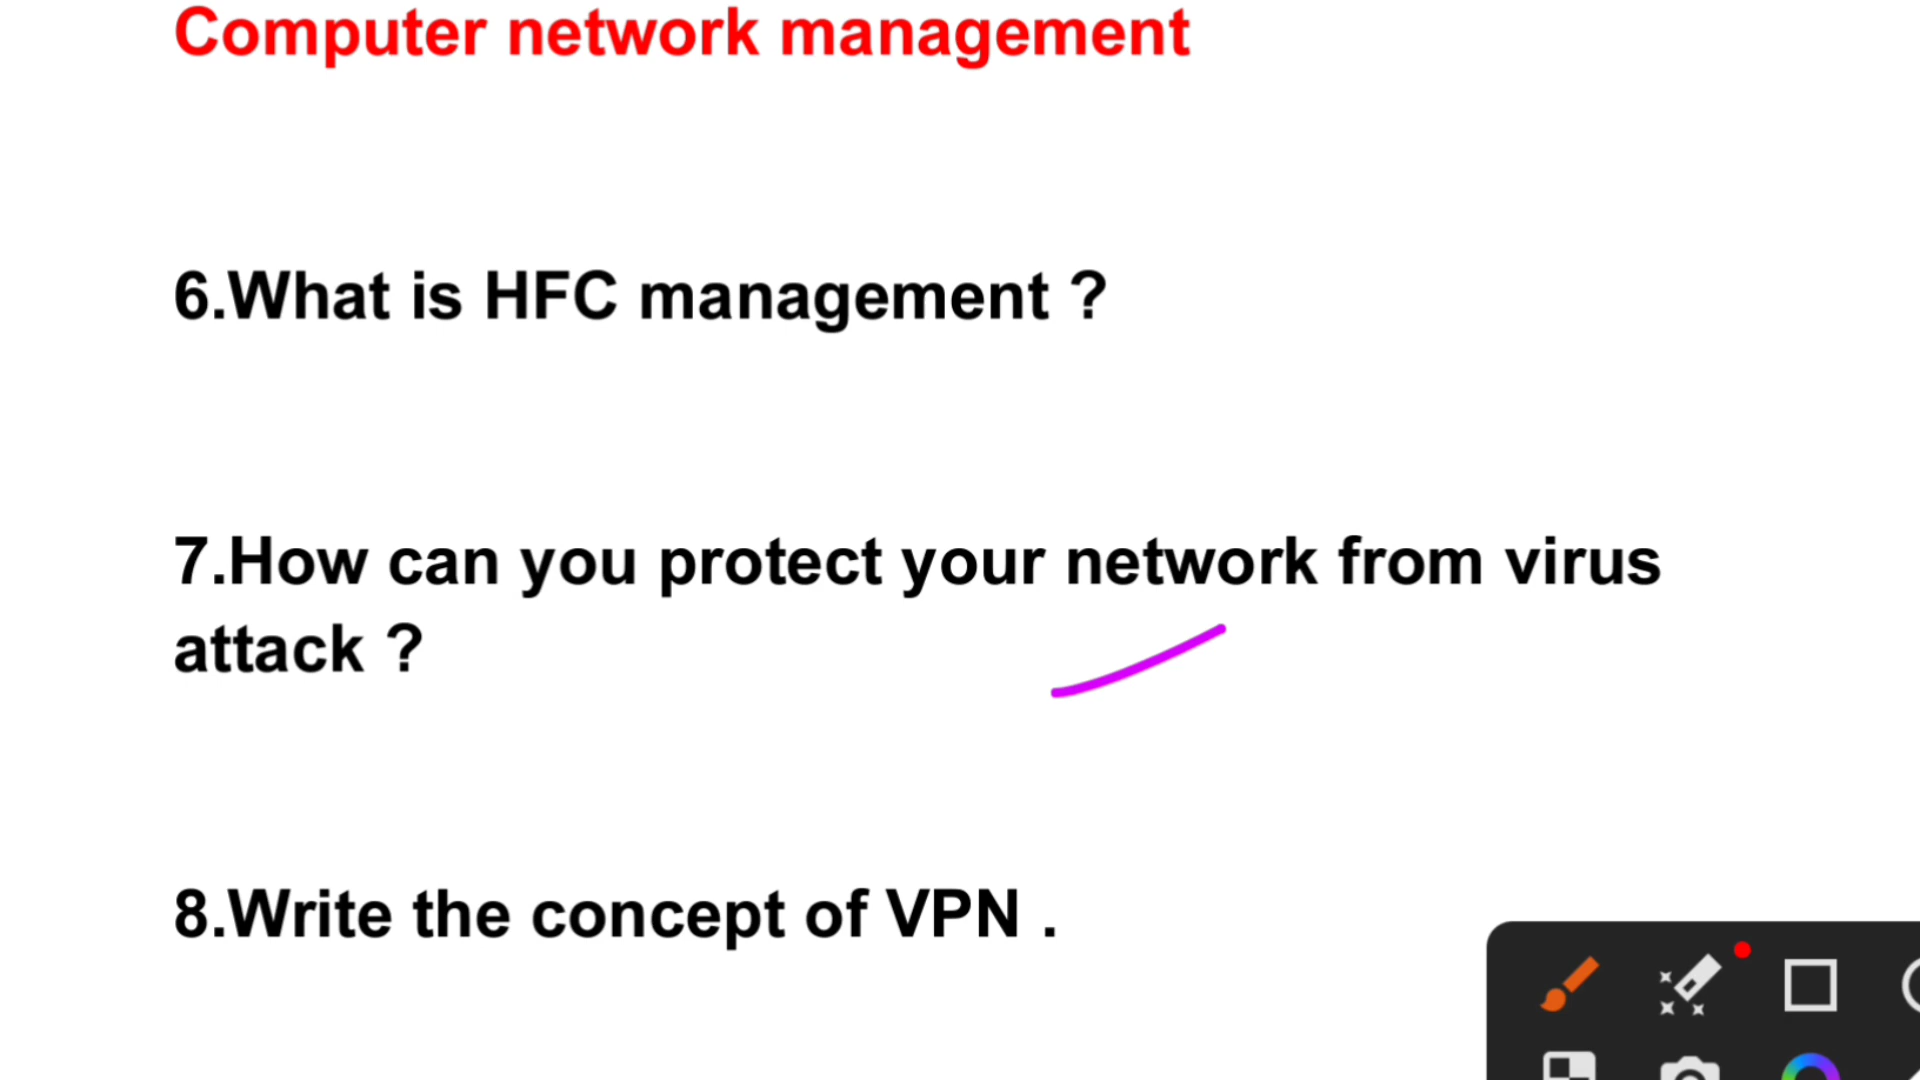 Computer network management
6.What is HFC management ?
7.How can you protect your network from virus
attack ?
8.Write the concept of VPN .